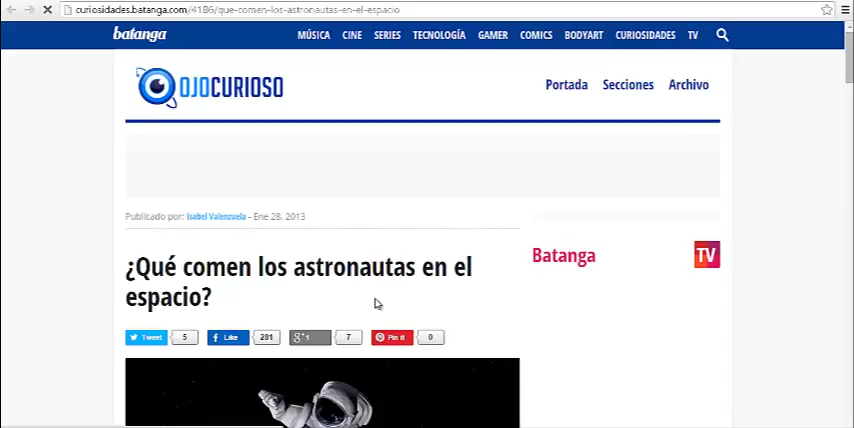 curiosidades.batanga.com/4186/que-comen-los-astronautas-en-el-espacio
batanga MÚSICA CINE SERIES TECNOLOGÍA GAMER COMICS BODYART CURIOSIDADES TV
OJOCURIOSO Portada Secciones Archivo
Publicado por: Isabel Valenzuela - Ene 28, 2013
Batanga TV
¿Qué comen los astronautas en el
espacio?
Tweet 5 Like 281 g+1 7 Pin it 0